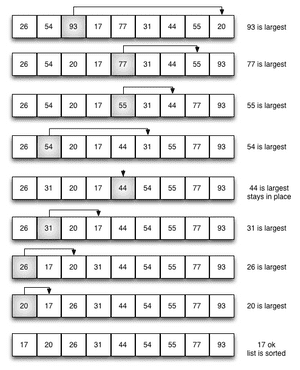 26 54 93 17 77 31 44 55 20 93 is largest
26 54 20 17 77 31 44 55 93 77 is largest
26 54 20 17 55 31 44 77 93 55 is largest
26 54 20 17 44 31 55 77 93 54 is largest
26 31 20 17 44 54 55 77 93 44 is largest
stays in place
26 31 20 17 44 54 55 77 93 31 is largest
26 17 20 31 44 54 55 77 93 26 is largest
20 17 26 31 44 54 55 77 93 20 is largest
17 20 26 31 44 54 55 77 93 17 ok
list is sorted